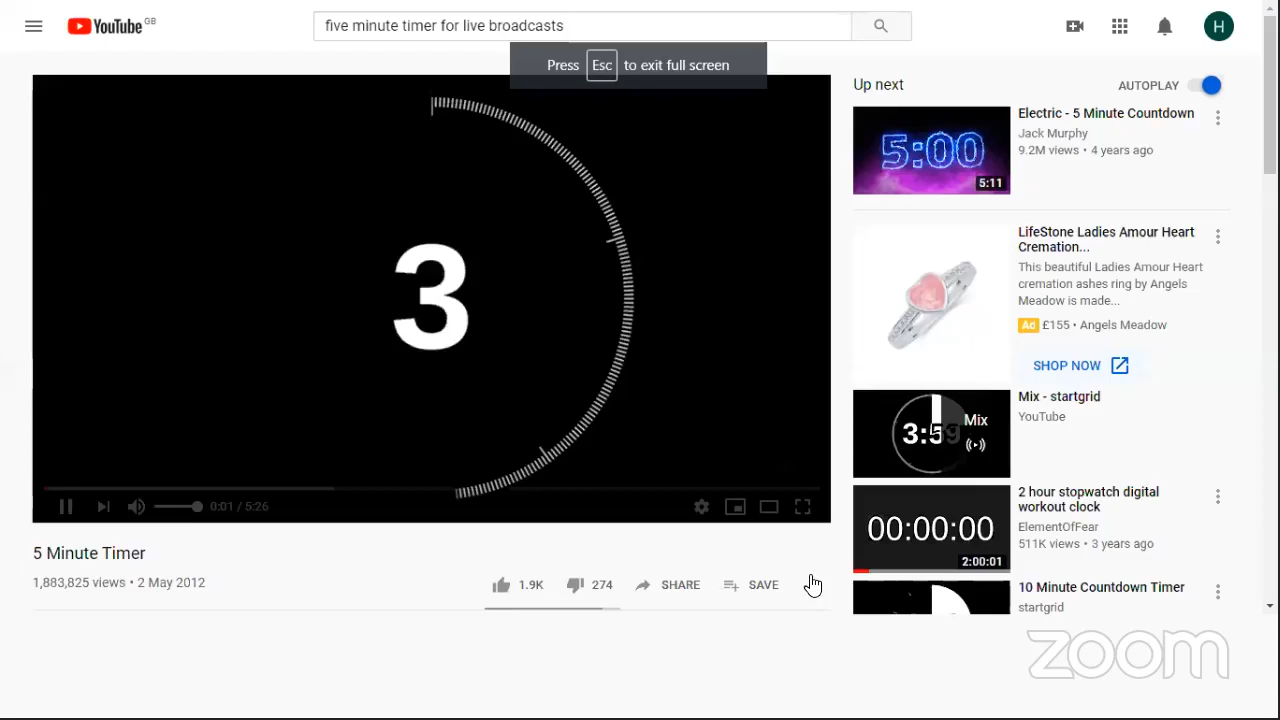 YouTube GB
five minute timer for live broadcasts
H
Press Esc to exit full screen
3
0:01 / 5:26
5 Minute Timer
1,883,825 views • 2 May 2012
1.9K
274
SHARE
SAVE
Up next
AUTOPLAY
5:00
5:11
Electric - 5 Minute Countdown
Jack Murphy
9.2M views • 4 years ago
LifeStone Ladies Amour Heart
Cremation...
This beautiful Ladies Amour Heart
cremation ashes ring by Angels
Meadow is made...
Ad £155 • Angels Meadow
SHOP NOW
3:59
Mix
Mix - startgrid
YouTube
00:00:00
2:00:01
2 hour stopwatch digital
workout clock
ElementOfFear
511K views • 3 years ago
10 Minute Countdown Timer
startgrid
zoom